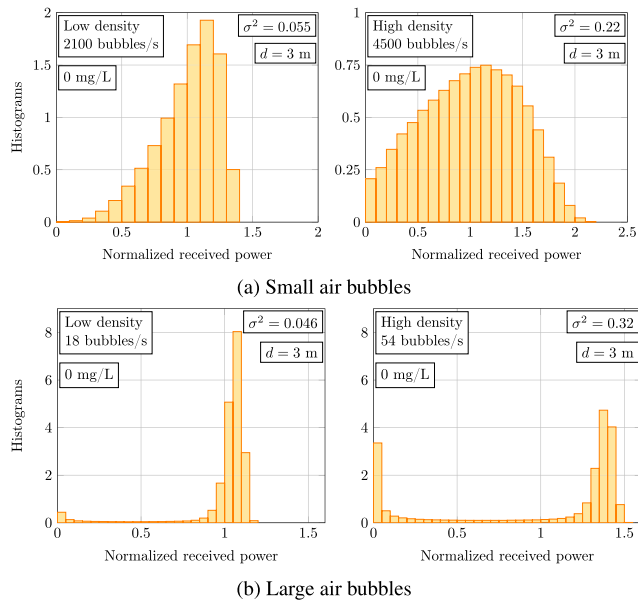 Low density
2100 bubbles/s
0 mg/L
σ² = 0.055
d = 3 m
Histograms
2
1.5
1
0.5
0
0 0.5 1 1.5 2
Normalized received power
High density
4500 bubbles/s
0 mg/L
σ² = 0.22
d = 3 m
0.75
0.5
0.25
0
1
0 0.5 1 1.5 2 2.5
Normalized received power
(a) Small air bubbles
Low density
18 bubbles/s
0 mg/L
σ² = 0.046
d = 3 m
Histograms
8
6
4
2
0
0 0.5 1 1.5
Normalized received power
High density
54 bubbles/s
0 mg/L
σ² = 0.32
d = 3 m
8
6
4
2
0
0 0.5 1 1.5
Normalized received power
(b) Large air bubbles